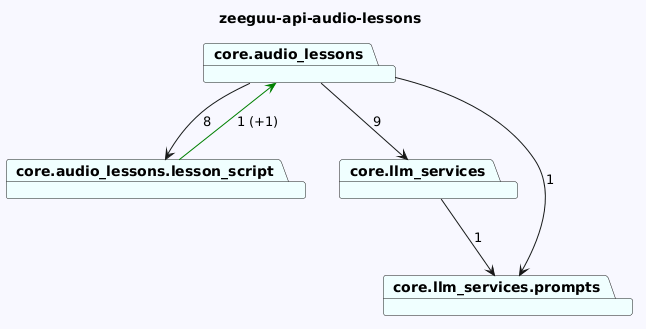 zeeguu-api-audio-lessons
core.audio_lessons
8
1 (+1)
9
core.audio_lessons.lesson_script
core.llm_services
1
1
core.llm_services.prompts